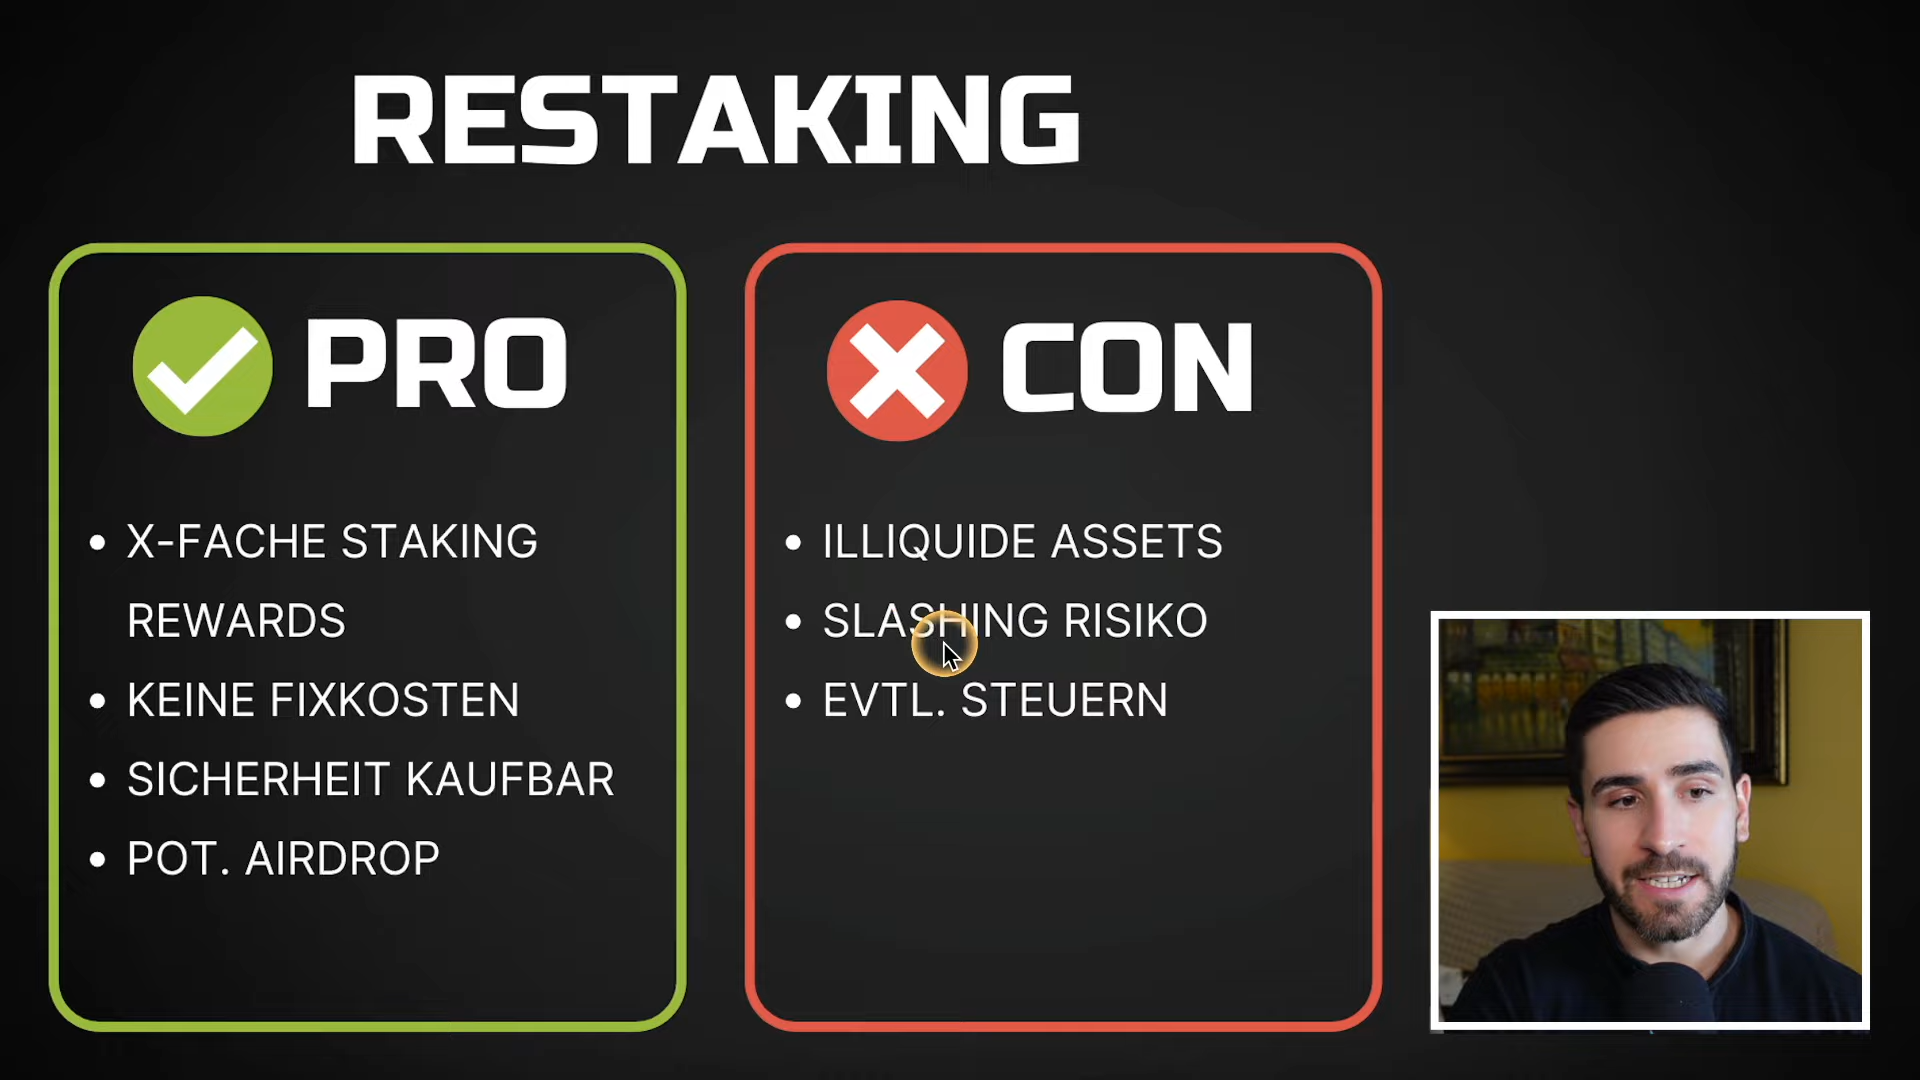 RESTAKING
PRO
X-FACHE STAKING
REWARDS
KEINE FIXKOSTEN
SICHERHEIT KAUFBAR
POT. AIRDROP
CON
ILLIQUIDE ASSETS
SLASHING RISIKO
EVTL. STEUERN